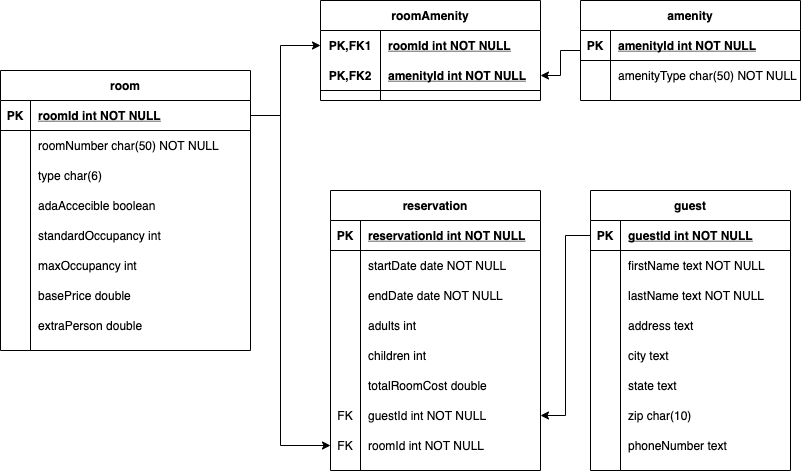 room
PK roomId int NOT NULL
roomNumber char(50) NOT NULL
type char(6)
adaAccecible boolean
standardOccupancy int
maxOccupancy int
basePrice double
extraPerson double
roomAmenity
PK,FK1 roomId int NOT NULL
PK,FK2 amenityId int NOT NULL
amenity
PK amenityId int NOT NULL
amenityType char(50) NOT NULL
reservation
PK reservationId int NOT NULL
startDate date NOT NULL
endDate date NOT NULL
adults int
children int
totalRoomCost double
FK guestId int NOT NULL
FK roomId int NOT NULL
guest
PK guestId int NOT NULL
firstName text NOT NULL
lastName text NOT NULL
address text
city text
state text
zip char(10)
phoneNumber text